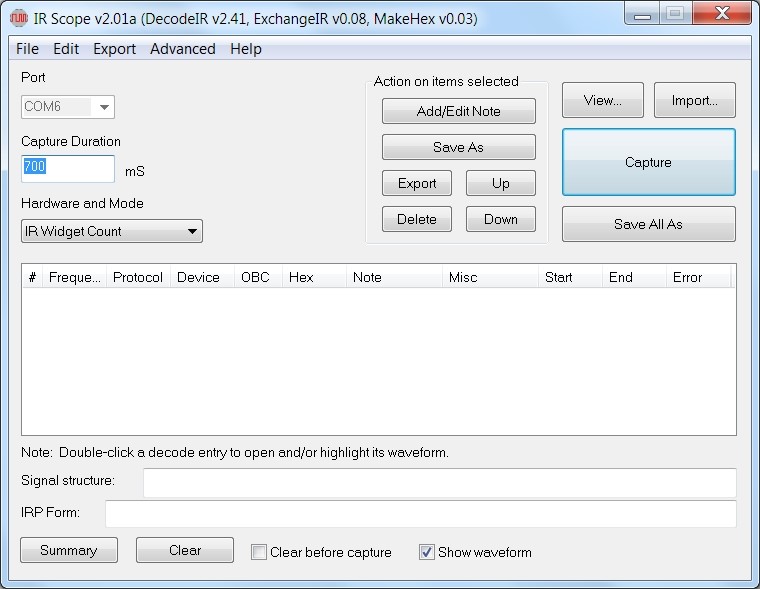 IR Scope v2.01a (DecodeIR v2.41, ExchangeIR v0.08, MakeHex v0.03)
File Edit Export Advanced Help
Port
COM6
Capture Duration
700 mS
Hardware and Mode
IR Widget Count
Action on items selected
Add/Edit Note
Save As
Export Up
Delete Down
View... Import...
Capture
Save All As
# Freque... Protocol Device OBC Hex Note Misc Start End Error
Note: Double-click a decode entry to open and/or highlight its waveform.
Signal structure:
IRP Form:
Summary Clear Clear before capture Show waveform